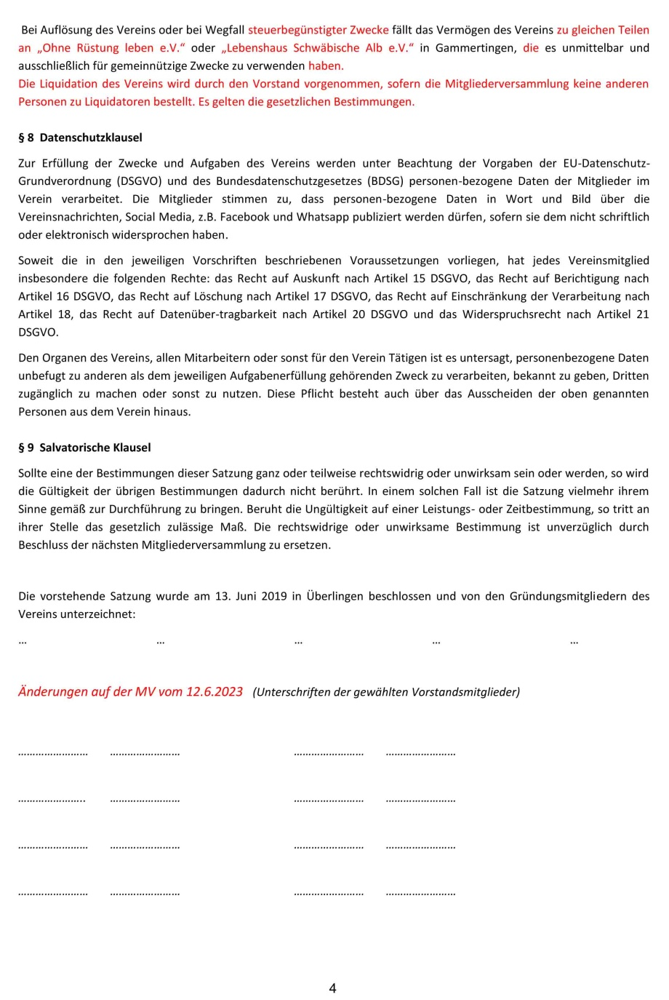 Bei Auflösung des Vereins oder bei Wegfall steuerbegünstigter Zwecke fällt das Vermögen des Vereins zu gleichen Teilen
an „Ohne Rüstung leben e.V.“ oder „Lebenshaus Schwäbische Alb e.V.“ in Gammertingen, die es unmittelbar und
ausschließlich für gemeinnützige Zwecke zu verwenden haben.
Die Liquidation des Vereins wird durch den Vorstand vorgenommen, sofern die Mitgliederversammlung keine anderen
Personen zu Liquidatoren bestellt. Es gelten die gesetzlichen Bestimmungen.
§ 8 Datenschutzklausel
Zur Erfüllung der Zwecke und Aufgaben des Vereins werden unter Beachtung der Vorgaben der EU-Datenschutz-
Grundverordnung (DSGVO) und des Bundesdatenschutzgesetzes (BDSG) personen-bezogene Daten der Mitglieder im
Verein verarbeitet. Die Mitglieder stimmen zu, dass personen-bezogene Daten in Wort und Bild über die
Vereinsnachrichten, Social Media, z.B. Facebook und Whatsapp publiziert werden dürfen, sofern sie dem nicht schriftlich
oder elektronisch widersprochen haben.
Soweit die in den jeweiligen Vorschriften beschriebenen Voraussetzungen vorliegen, hat jedes Vereinsmitglied
insbesondere die folgenden Rechte: das Recht auf Auskunft nach Artikel 15 DSGVO, das Recht auf Berichtigung nach
Artikel 16 DSGVO, das Recht auf Löschung nach Artikel 17 DSGVO, das Recht auf Einschränkung der Verarbeitung nach
Artikel 18, das Recht auf Datenüber-tragbarkeit nach Artikel 20 DSGVO und das Widerspruchsrecht nach Artikel 21
DSGVO.
Den Organen des Vereins, allen Mitarbeitern oder sonst für den Verein Tätigen ist es untersagt, personenbezogene Daten
unbefugt zu anderen als dem jeweiligen Aufgabenerfüllung gehörenden Zweck zu verarbeiten, bekannt zu geben, Dritten
zugänglich zu machen oder sonst zu nutzen. Diese Pflicht besteht auch über das Ausscheiden der oben genannten
Personen aus dem Verein hinaus.
§ 9 Salvatorische Klausel
Sollte eine der Bestimmungen dieser Satzung ganz oder teilweise rechtswidrig oder unwirksam sein oder werden, so wird
die Gültigkeit der übrigen Bestimmungen dadurch nicht berührt. In einem solchen Fall ist die Satzung vielmehr ihrem
Sinne gemäß zur Durchführung zu bringen. Beruht die Ungültigkeit auf einer Leistungs- oder Zeitbestimmung, so tritt an
ihrer Stelle das gesetzlich zulässige Maß. Die rechtswidrige oder unwirksame Bestimmung ist unverzüglich durch
Beschluss der nächsten Mitgliederversammlung zu ersetzen.
Die vorstehende Satzung wurde am 13. Juni 2019 in Überlingen beschlossen und von den Gründungsmitgliedern des
Vereins unterzeichnet:
… … … … …
Änderungen auf der MV vom 12.6.2023 (Unterschriften der gewählten Vorstandsmitglieder)
…………………… …………………… …………………… ……………………
………………….. …………………… …………………… ……………………
…………………… …………………… …………………… ……………………
…………………… …………………… …………………… ……………………
4